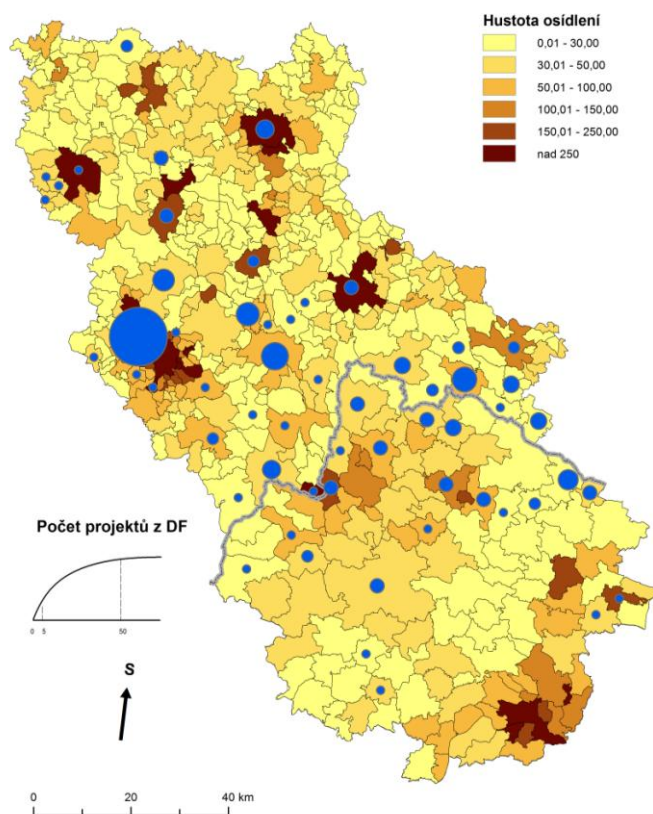 Hustota osídlení
0,01 - 30,00
30,01 - 50,00
50,01 - 100,00
100,01 - 150,00
150,01 - 250,00
nad 250
Počet projektů z DF
0 5 50
S
0 20 40 km